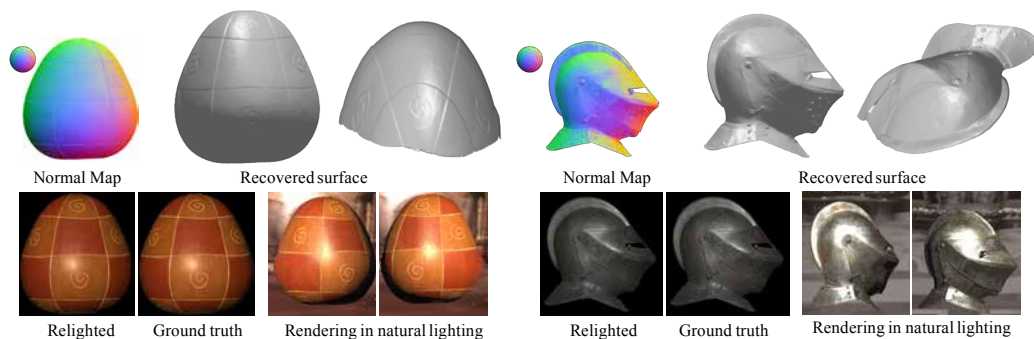 Normal Map
Recovered surface
Normal Map
Recovered surface
Relighted
Ground truth
Rendering in natural lighting
Relighted
Ground truth
Rendering in natural lighting